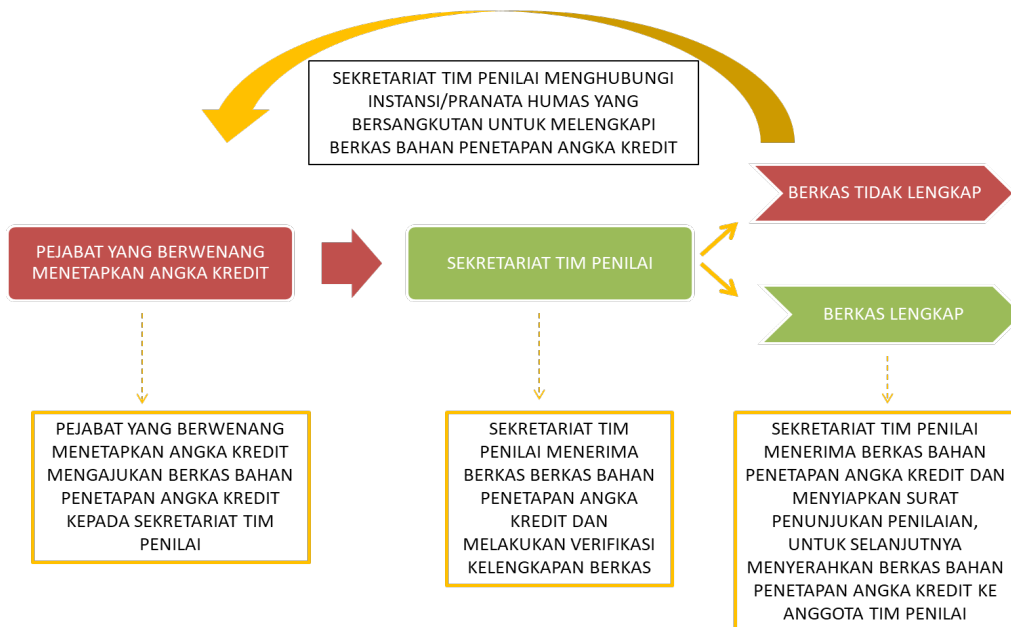 SEKRETARIAT TIM PENILAI MENGHUBUNGI
INSTANSI/PRANATA HUMAS YANG
BERSANGKUTAN UNTUK MELENGKAPI
BERKAS BAHAN PENETAPAN ANGKA KREDIT
BERKAS TIDAK LENGKAP
PEJABAT YANG BERWENANG
MENETAPKAN ANGKA KREDIT
SEKRETARIAT TIM PENILAI
BERKAS LENGKAP
PEJABAT YANG BERWENANG
MENETAPKAN ANGKA KREDIT
MENGAJUKAN BERKAS BAHAN
PENETAPAN ANGKA KREDIT
KEPADA SEKRETARIAT TIM
PENILAI
SEKRETARIAT TIM
PENILAI MENERIMA
BERKAS BERKAS BAHAN
PENETAPAN ANGKA
KREDIT DAN
MELAKUKAN VERIFIKASI
KELENGKAPAN BERKAS
SEKRETARIAT TIM PENILAI
MENERIMA BERKAS BAHAN
PENETAPAN ANGKA KREDIT DAN
MENYIAPKAN SURAT
PENUNJUKAN PENILAIAN,
UNTUK SELANJUTNYA
MENYERAHKAN BERKAS BAHAN
PENETAPAN ANGKA KREDIT KE
ANGGOTA TIM PENILAI